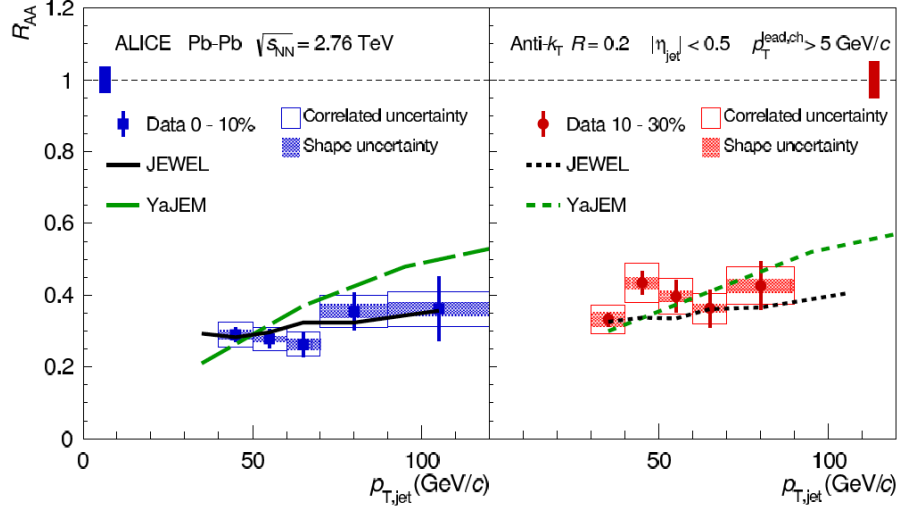 R_AA
ALICE Pb-Pb √s_NN = 2.76 TeV
Anti-k_T R = 0.2 |η_jet| < 0.5 p_T^lead,ch > 5 GeV/c
Data 0 - 10%
Correlated uncertainty
Shape uncertainty
JEWEL
YaJEM
Data 10 - 30%
Correlated uncertainty
Shape uncertainty
JEWEL
YaJEM
1.2
1
0.8
0.6
0.4
0.2
0
50
100
50
100
p_T,jet (GeV/c)
p_T,jet (GeV/c)